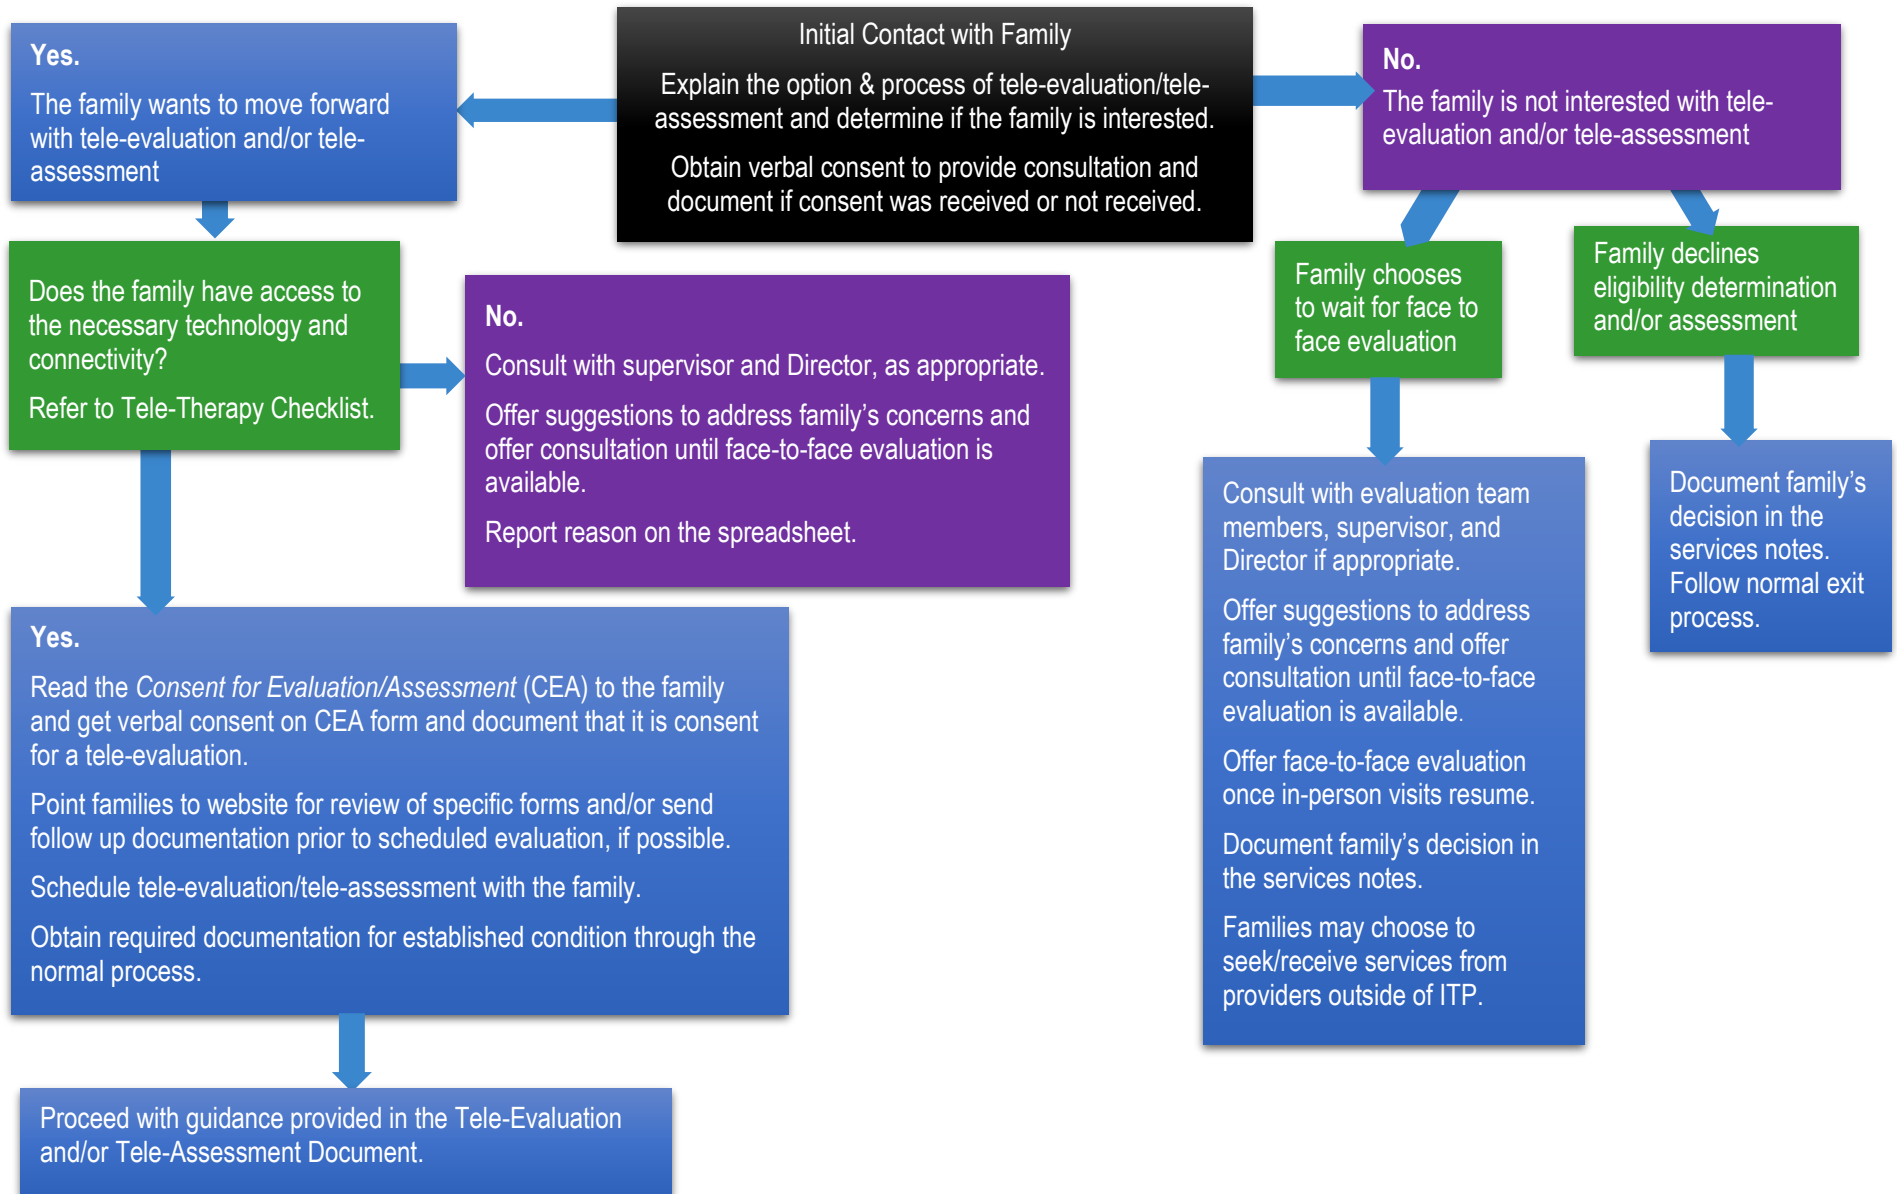 Initial Contact with Family
Explain the option & process of tele-evaluation/tele-
assessment and determine if the family is interested.
Obtain verbal consent to provide consultation and
document if consent was received or not received.
Yes.
The family wants to move forward
with tele-evaluation and/or tele-
assessment
No.
The family is not interested with tele-
evaluation and/or tele-assessment
Does the family have access to
the necessary technology and
connectivity?
Refer to Tele-Therapy Checklist.
No.
Consult with supervisor and Director, as appropriate.
Offer suggestions to address family’s concerns and
offer consultation until face-to-face evaluation is
available.
Report reason on the spreadsheet.
Family chooses
to wait for face to
face evaluation
Family declines
eligibility determination
and/or assessment
Yes.
Read the Consent for Evaluation/Assessment (CEA) to the family
and get verbal consent on CEA form and document that it is consent
for a tele-evaluation.
Point families to website for review of specific forms and/or send
follow up documentation prior to scheduled evaluation, if possible.
Schedule tele-evaluation/tele-assessment with the family.
Obtain required documentation for established condition through the
normal process.
Consult with evaluation team
members, supervisor, and
Director if appropriate.
Offer suggestions to address
family’s concerns and offer
consultation until face-to-face
evaluation is available.
Offer face-to-face evaluation
once in-person visits resume.
Document family’s decision in
the services notes.
Families may choose to
seek/receive services from
providers outside of ITP.
Document family’s
decision in the
services notes.
Follow normal exit
process.
Proceed with guidance provided in the Tele-Evaluation
and/or Tele-Assessment Document.